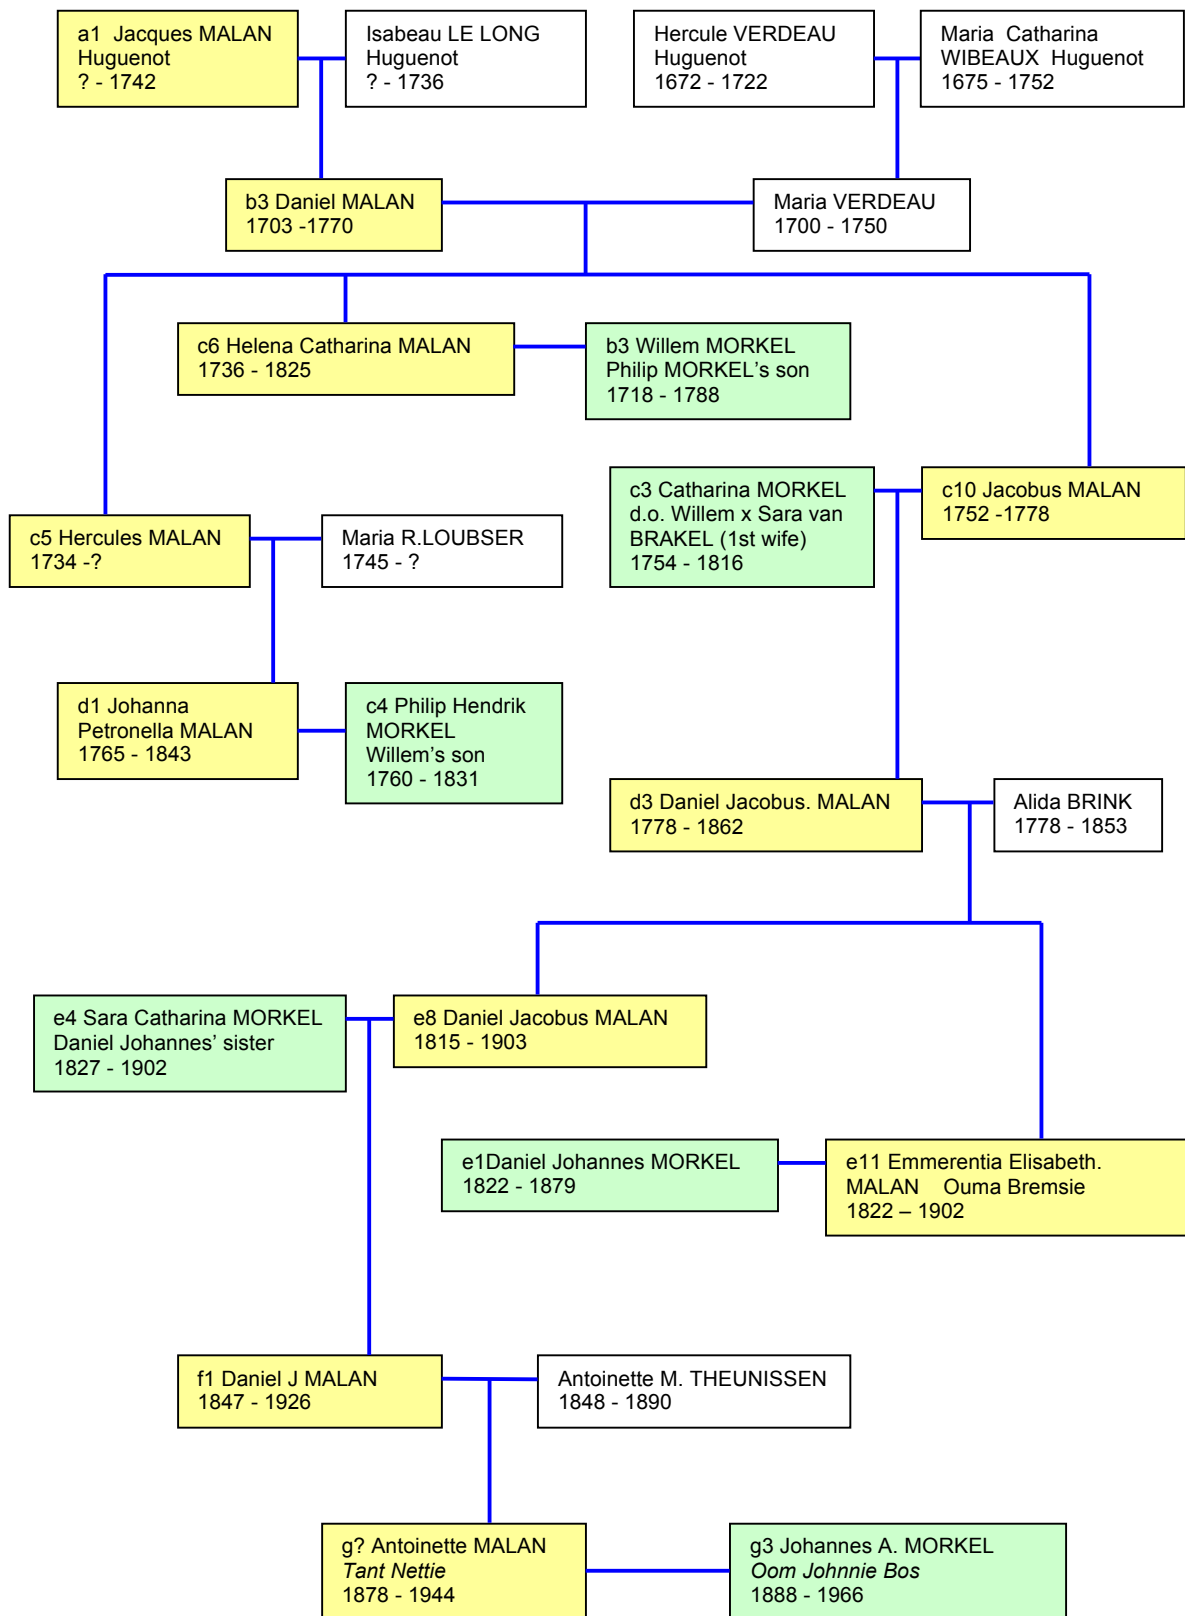 a1  Jacques MALAN
Huguenot
? - 1742
Isabeau LE LONG
Huguenot
? - 1736
Hercule VERDEAU
Huguenot
1672 - 1722
Maria  Catharina
WIBEAUX  Huguenot
1675 - 1752
b3 Daniel MALAN
1703 -1770
Maria VERDEAU
1700 - 1750
c6 Helena Catharina MALAN
1736 - 1825
b3 Willem MORKEL
Philip MORKEL's son
1718 - 1788
c3 Catharina MORKEL
d.o. Willem x Sara van
BRAKEL (1st wife)
1754 - 1816
c10 Jacobus MALAN
1752 -1778
c5 Hercules MALAN
1734 -?
Maria R.LOUBSER
1745 - ?
d1 Johanna
Petronella MALAN
1765 - 1843
c4 Philip Hendrik
MORKEL
Willem's son
1760 - 1831
d3 Daniel Jacobus. MALAN
1778 - 1862
Alida BRINK
1778 - 1853
e4 Sara Catharina MORKEL
Daniel Johannes' sister
1827 - 1902
e8 Daniel Jacobus MALAN
1815 - 1903
e1Daniel Johannes MORKEL
1822 - 1879
e11 Emmerentia Elisabeth.
MALAN    Ouma Bremsie
1822 – 1902
f1 Daniel J MALAN
1847 - 1926
Antoinette M. THEUNISSEN
1848 - 1890
g? Antoinette MALAN
Tant Nettie
1878 - 1944
g3 Johannes A. MORKEL
Oom Johnnie Bos
1888 - 1966